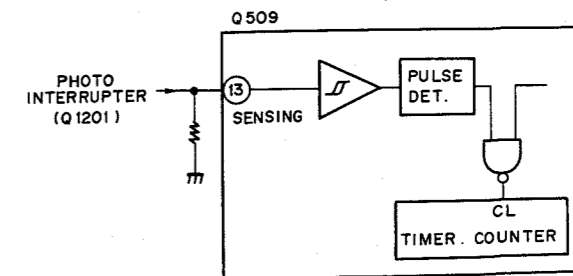 Q509
PHOTO
INTERRUPTER
(Q1201)
13
SENSING
PULSE
DET.
CL
TIMER. COUNTER